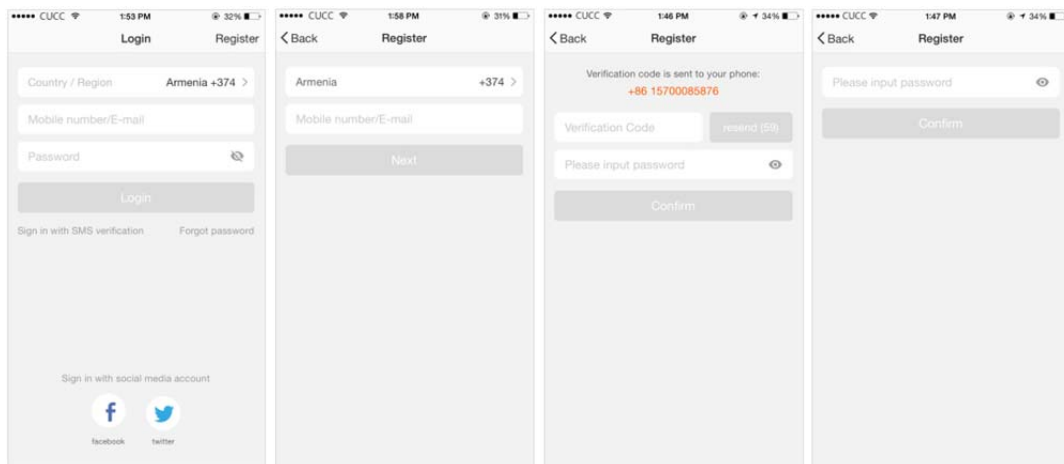 CUCC 1:53 PM 32%
Login Register
Country / Region Armenia +374
Mobile number/E-mail
Password
Login
Sign in with SMS verification Forgot password
Sign in with social media account
facebook twitter
CUCC 1:58 PM 31%
Back Register
Armenia +374
Mobile number/E-mail
Next
CUCC 1:46 PM 34%
Back Register
Verification code is sent to your phone:
+86 15700085876
Verification Code resend (59)
Please input password
Confirm
CUCC 1:47 PM 34%
Back Register
Please input password
Confirm